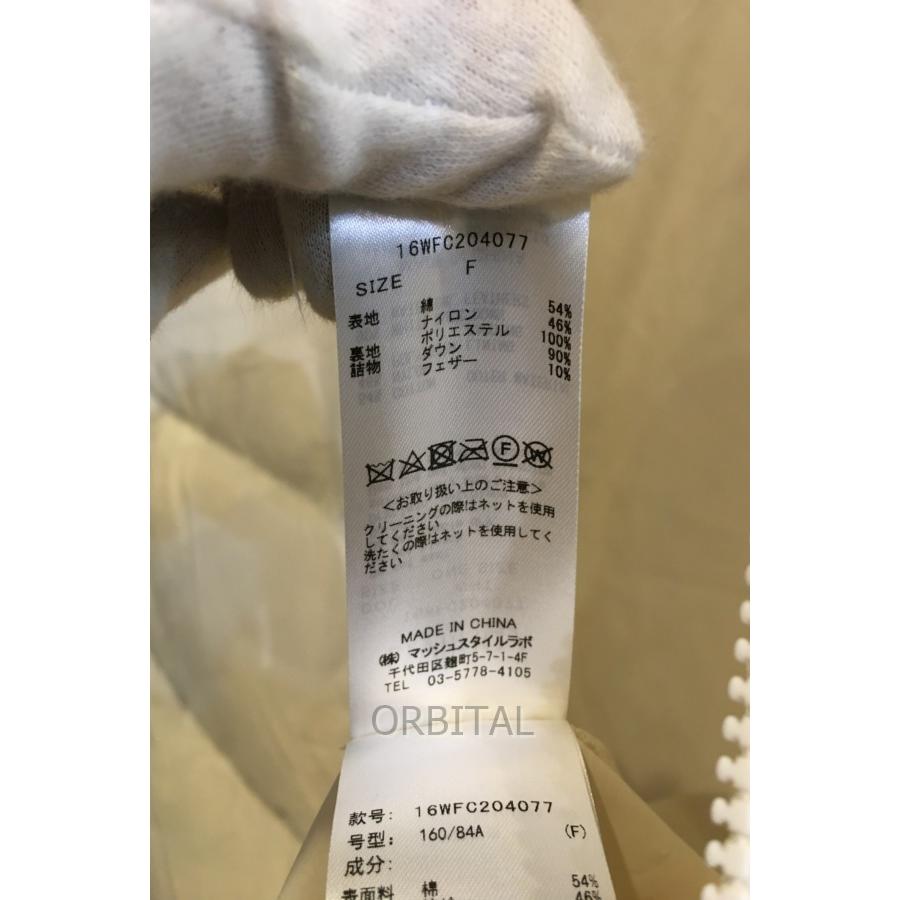 16WFC204077
SIZE F
表地 綿 54%
ナイロン 46%
裏地 ポリエステル 100%
詰物 ダウン 90%
フェザー 10%
F W
<お取り扱い上のご注意>
クリーニングの際はネットを使用
してください
洗たくの際はネットを使用してく
ださい
MADE IN CHINA
(株) マッシュスタイルラボ
千代田区麹町5-7-1-4F
TEL 03-5778-4105
ORBITAL
款号: 16WFC204077
号型: 160/84A (F)
成分:
表面料 棉 54%
46%